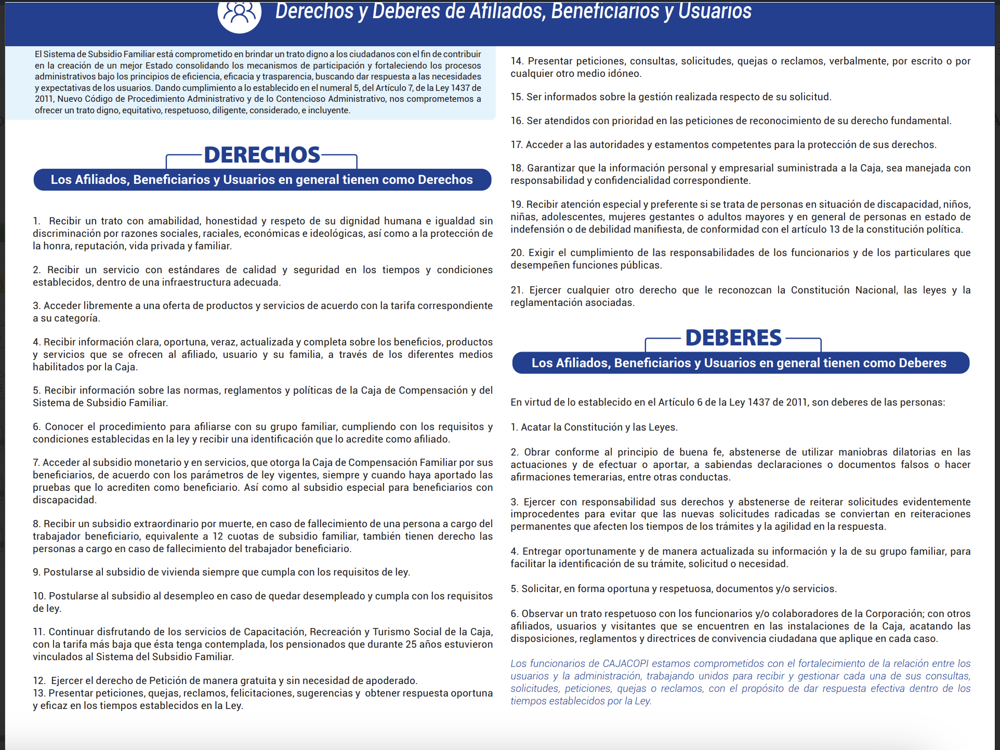 Derechos y Deberes de Afiliados, Beneficiarios y Usuarios
El Sistema de Subsidio Familiar está comprometido en brindar un trato digno a los ciudadanos con el fin de contribuir
en la creación de un mejor Estado consolidando los mecanismos de participación y fortaleciendo los procesos
administrativos bajo los principios de eficiencia, eficacia y trasparencia, buscando dar respuesta a las necesidades
y expectativas de los usuarios. Dando cumplimiento a lo establecido en el numeral 5, del Artículo 7, de la Ley 1437 de
2011, Nuevo Código de Procedimiento Administrativo y de lo Contencioso Administrativo, nos comprometemos a
ofrecer un trato digno, equitativo, respetuoso, diligente, considerado, e incluyente.
DERECHOS
Los Afiliados, Beneficiarios y Usuarios en general tienen como Derechos
1. Recibir un trato con amabilidad, honestidad y respeto de su dignidad humana e igualdad sin
discriminación por razones sociales, raciales, económicas e ideológicas, así como a la protección de
la honra, reputación, vida privada y familiar.
2. Recibir un servicio con estándares de calidad y seguridad en los tiempos y condiciones
establecidos, dentro de una infraestructura adecuada.
3. Acceder libremente a una oferta de productos y servicios de acuerdo con la tarifa correspondiente
a su categoría.
4. Recibir información clara, oportuna, veraz, actualizada y completa sobre los beneficios, productos
y servicios que se ofrecen al afiliado, usuario y su familia, a través de los diferentes medios
habilitados por la Caja.
5. Recibir información sobre las normas, reglamentos y políticas de la Caja de Compensación y del
Sistema de Subsidio Familiar.
6. Conocer el procedimiento para afiliarse con su grupo familiar, cumpliendo con los requisitos y
condiciones establecidas en la ley y recibir una identificación que lo acredite como afiliado.
7. Acceder al subsidio monetario y en servicios, que otorga la Caja de Compensación Familiar por sus
beneficiarios, de acuerdo con los parámetros de ley vigentes, siempre y cuando haya aportado las
pruebas que lo acrediten como beneficiario. Así como al subsidio especial para beneficiarios con
discapacidad.
8. Recibir un subsidio extraordinario por muerte, en caso de fallecimiento de una persona a cargo del
trabajador beneficiario, equivalente a 12 cuotas de subsidio familiar, también tienen derecho las
personas a cargo en caso de fallecimiento del trabajador beneficiario.
9. Postularse al subsidio de vivienda siempre que cumpla con los requisitos de ley.
10. Postularse al subsidio al desempleo en caso de quedar desempleado y cumpla con los requisitos
de ley.
11. Continuar disfrutando de los servicios de Capacitación, Recreación y Turismo Social de la Caja,
con la tarifa más baja que ésta tenga contemplada, los pensionados que durante 25 años estuvieron
vinculados al Sistema del Subsidio Familiar.
12. Ejercer el derecho de Petición de manera gratuita y sin necesidad de apoderado.
13. Presentar peticiones, quejas, reclamos, felicitaciones, sugerencias y obtener respuesta oportuna
y eficaz en los tiempos establecidos en la Ley.
14. Presentar peticiones, consultas, solicitudes, quejas o reclamos, verbalmente, por escrito o por
cualquier otro medio idóneo.
15. Ser informados sobre la gestión realizada respecto de su solicitud.
16. Ser atendidos con prioridad en las peticiones de reconocimiento de su derecho fundamental.
17. Acceder a las autoridades y estamentos competentes para la protección de sus derechos.
18. Garantizar que la información personal y empresarial suministrada a la Caja, sea manejada con
responsabilidad y confidencialidad correspondiente.
19. Recibir atención especial y preferente si se trata de personas en situación de discapacidad, niños,
niñas, adolescentes, mujeres gestantes o adultos mayores y en general de personas en estado de
indefensión o de debilidad manifiesta, de conformidad con el artículo 13 de la constitución política.
20. Exigir el cumplimiento de las responsabilidades de los funcionarios y de los particulares que
desempeñen funciones públicas.
21. Ejercer cualquier otro derecho que le reconozcan la Constitución Nacional, las leyes y la
reglamentación asociadas.
DEBERES
Los Afiliados, Beneficiarios y Usuarios en general tienen como Deberes
En virtud de lo establecido en el Artículo 6 de la Ley 1437 de 2011, son deberes de las personas:
1. Acatar la Constitución y las Leyes.
2. Obrar conforme al principio de buena fe, abstenerse de utilizar maniobras dilatorias en las
actuaciones y de efectuar o aportar, a sabiendas declaraciones o documentos falsos o hacer
afirmaciones temerarias, entre otras conductas.
3. Ejercer con responsabilidad sus derechos y abstenerse de reiterar solicitudes evidentemente
improcedentes para evitar que las nuevas solicitudes radicadas se conviertan en reiteraciones
permanentes que afecten los tiempos de los trámites y la agilidad en la respuesta.
4. Entregar oportunamente y de manera actualizada su información y la de su grupo familiar, para
facilitar la identificación de su trámite, solicitud o necesidad.
5. Solicitar, en forma oportuna y respetuosa, documentos y/o servicios.
6. Observar un trato respetuoso con los funcionarios y/o colaboradores de la Corporación; con otros
afiliados, usuarios y visitantes que se encuentren en las instalaciones de la Caja, acatando las
disposiciones, reglamentos y directrices de convivencia ciudadana que aplique en cada caso.
Los funcionarios de CAJACOPI estamos comprometidos con el fortalecimiento de la relación entre los
usuarios y la administración, trabajando unidos para recibir y gestionar cada una de sus consultas,
solicitudes, peticiones, quejas o reclamos, con el propósito de dar respuesta efectiva dentro de los
tiempos establecidos por la Ley.